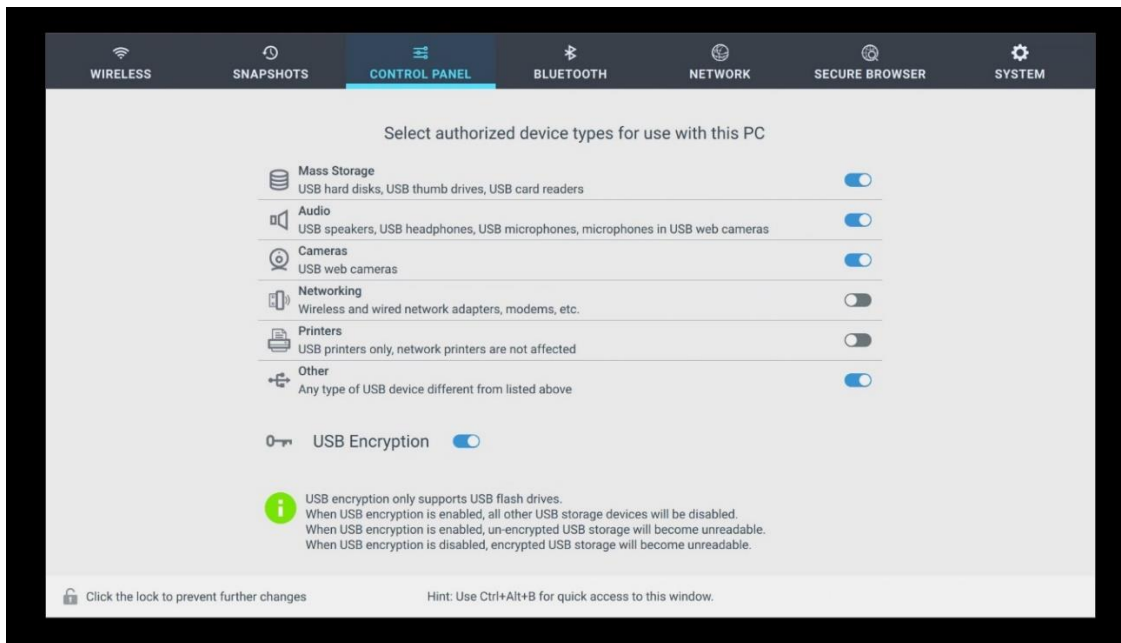 WIRELESS
SNAPSHOTS
CONTROL PANEL
BLUETOOTH
NETWORK
SECURE BROWSER
SYSTEM
Select authorized device types for use with this PC
Mass Storage
USB hard disks, USB thumb drives, USB card readers
Audio
USB speakers, USB headphones, USB microphones, microphones in USB web cameras
Cameras
USB web cameras
Networking
Wireless and wired network adapters, modems, etc.
Printers
USB printers only, network printers are not affected
Other
Any type of USB device different from listed above
USB Encryption
USB encryption only supports USB flash drives.
When USB encryption is enabled, all other USB storage devices will be disabled.
When USB encryption is enabled, un-encrypted USB storage will become unreadable.
When USB encryption is disabled, encrypted USB storage will become unreadable.
Click the lock to prevent further changes
Hint: Use Ctrl+Alt+B for quick access to this window.